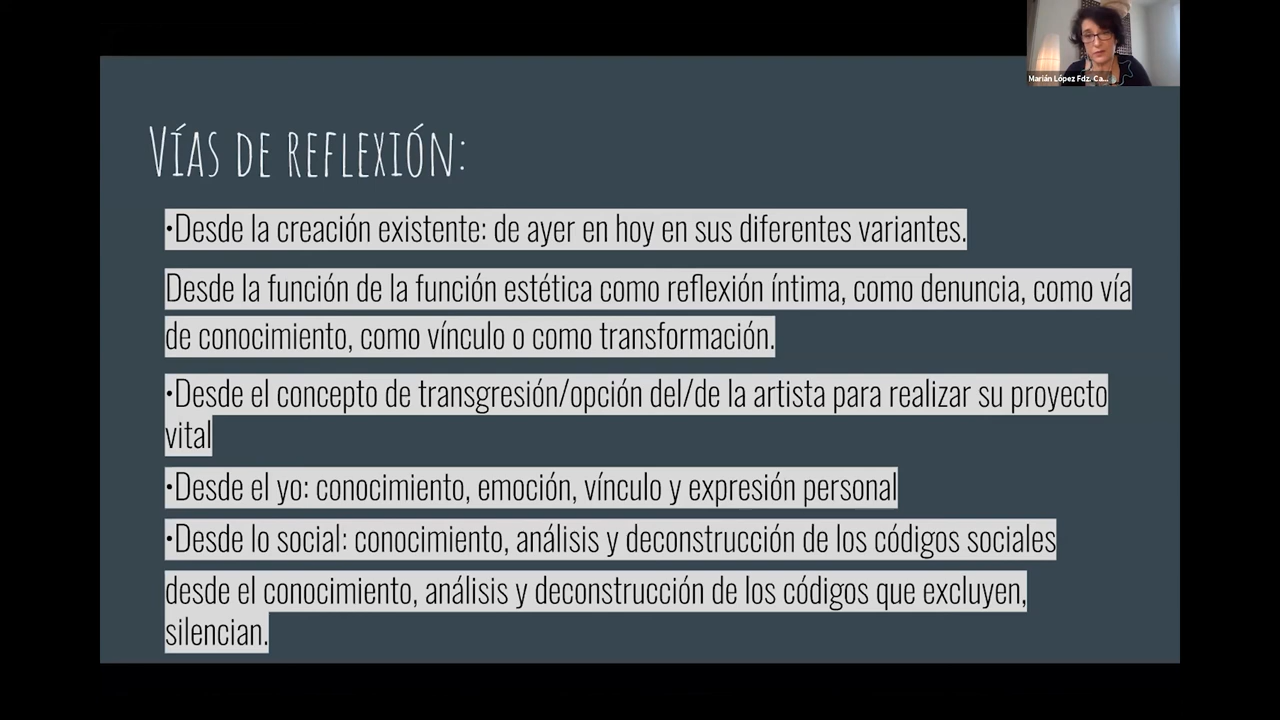 Marián López Fdz. Ca...
VÍAS DE REFLEXIÓN:
•Desde la creación existente: de ayer en hoy en sus diferentes variantes.
Desde la función de la función estética como reflexión íntima, como denuncia, como vía
de conocimiento, como vínculo o como transformación.
•Desde el concepto de transgresión/opción del/de la artista para realizar su proyecto
vital
•Desde el yo: conocimiento, emoción, vínculo y expresión personal
•Desde lo social: conocimiento, análisis y deconstrucción de los códigos sociales
desde el conocimiento, análisis y deconstrucción de los códigos que excluyen,
silencian.